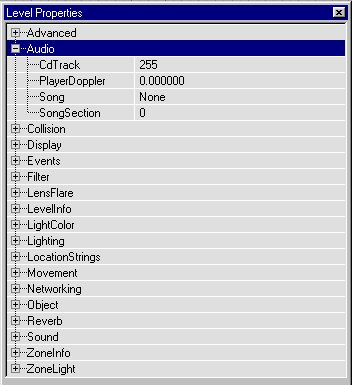 Level Properties
Advanced
Audio
CdTrack 255
PlayerDoppler 0.000000
Song None
SongSection 0
Collision
Display
Events
Filter
LensFlare
LevelInfo
LightColor
Lighting
LocationStrings
Movement
Networking
Object
Reverb
Sound
ZoneInfo
ZoneLight